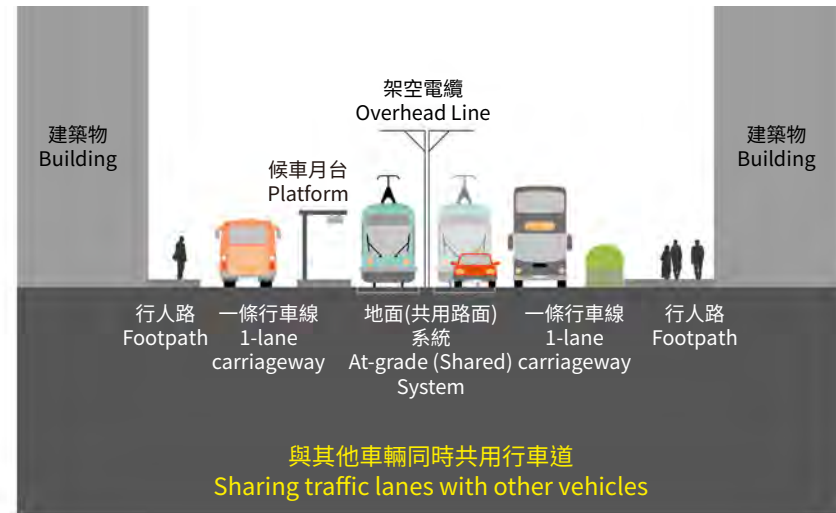 架空電纜
Overhead Line
建築物
Building
建築物
Building
候車月台
Platform
行人路
Footpath
一條行車線
1-lane
carriageway
地面(共用路面)
系統
At-grade (Shared)
System
一條行車線
1-lane
carriageway
行人路
Footpath
與其他車輛同時共用行車道
Sharing traffic lanes with other vehicles